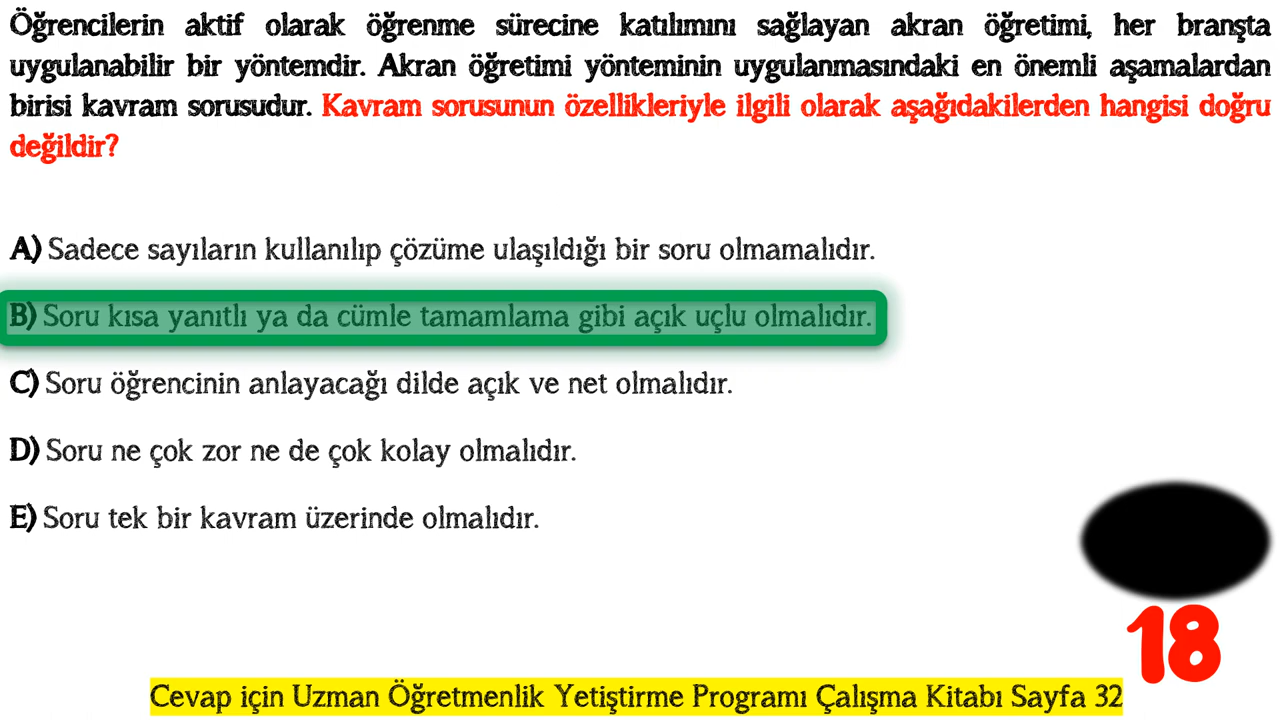 Öğrencilerin aktif olarak öğrenme sürecine katılımını sağlayan akran öğretimi, her branşta
uygulanabilir bir yöntemdir. Akran öğretimi yönteminin uygulanmasındaki en önemli aşamalardan
birisi kavram sorusudur. Kavram sorusunun özellikleriyle ilgili olarak aşağıdakilerden hangisi doğru
değildir?
A) Sadece sayıların kullanılıp çözüme ulaşıldığı bir soru olmamalıdır.
B) Soru kısa yanıtlı ya da cümle tamamlama gibi açık uçlu olmalıdır.
C) Soru öğrencinin anlayacağı dilde açık ve net olmalıdır.
D) Soru ne çok zor ne de çok kolay olmalıdır.
E) Soru tek bir kavram üzerinde olmalıdır.
18
Cevap için Uzman Öğretmenlik Yetiştirme Programı Çalışma Kitabı Sayfa 32